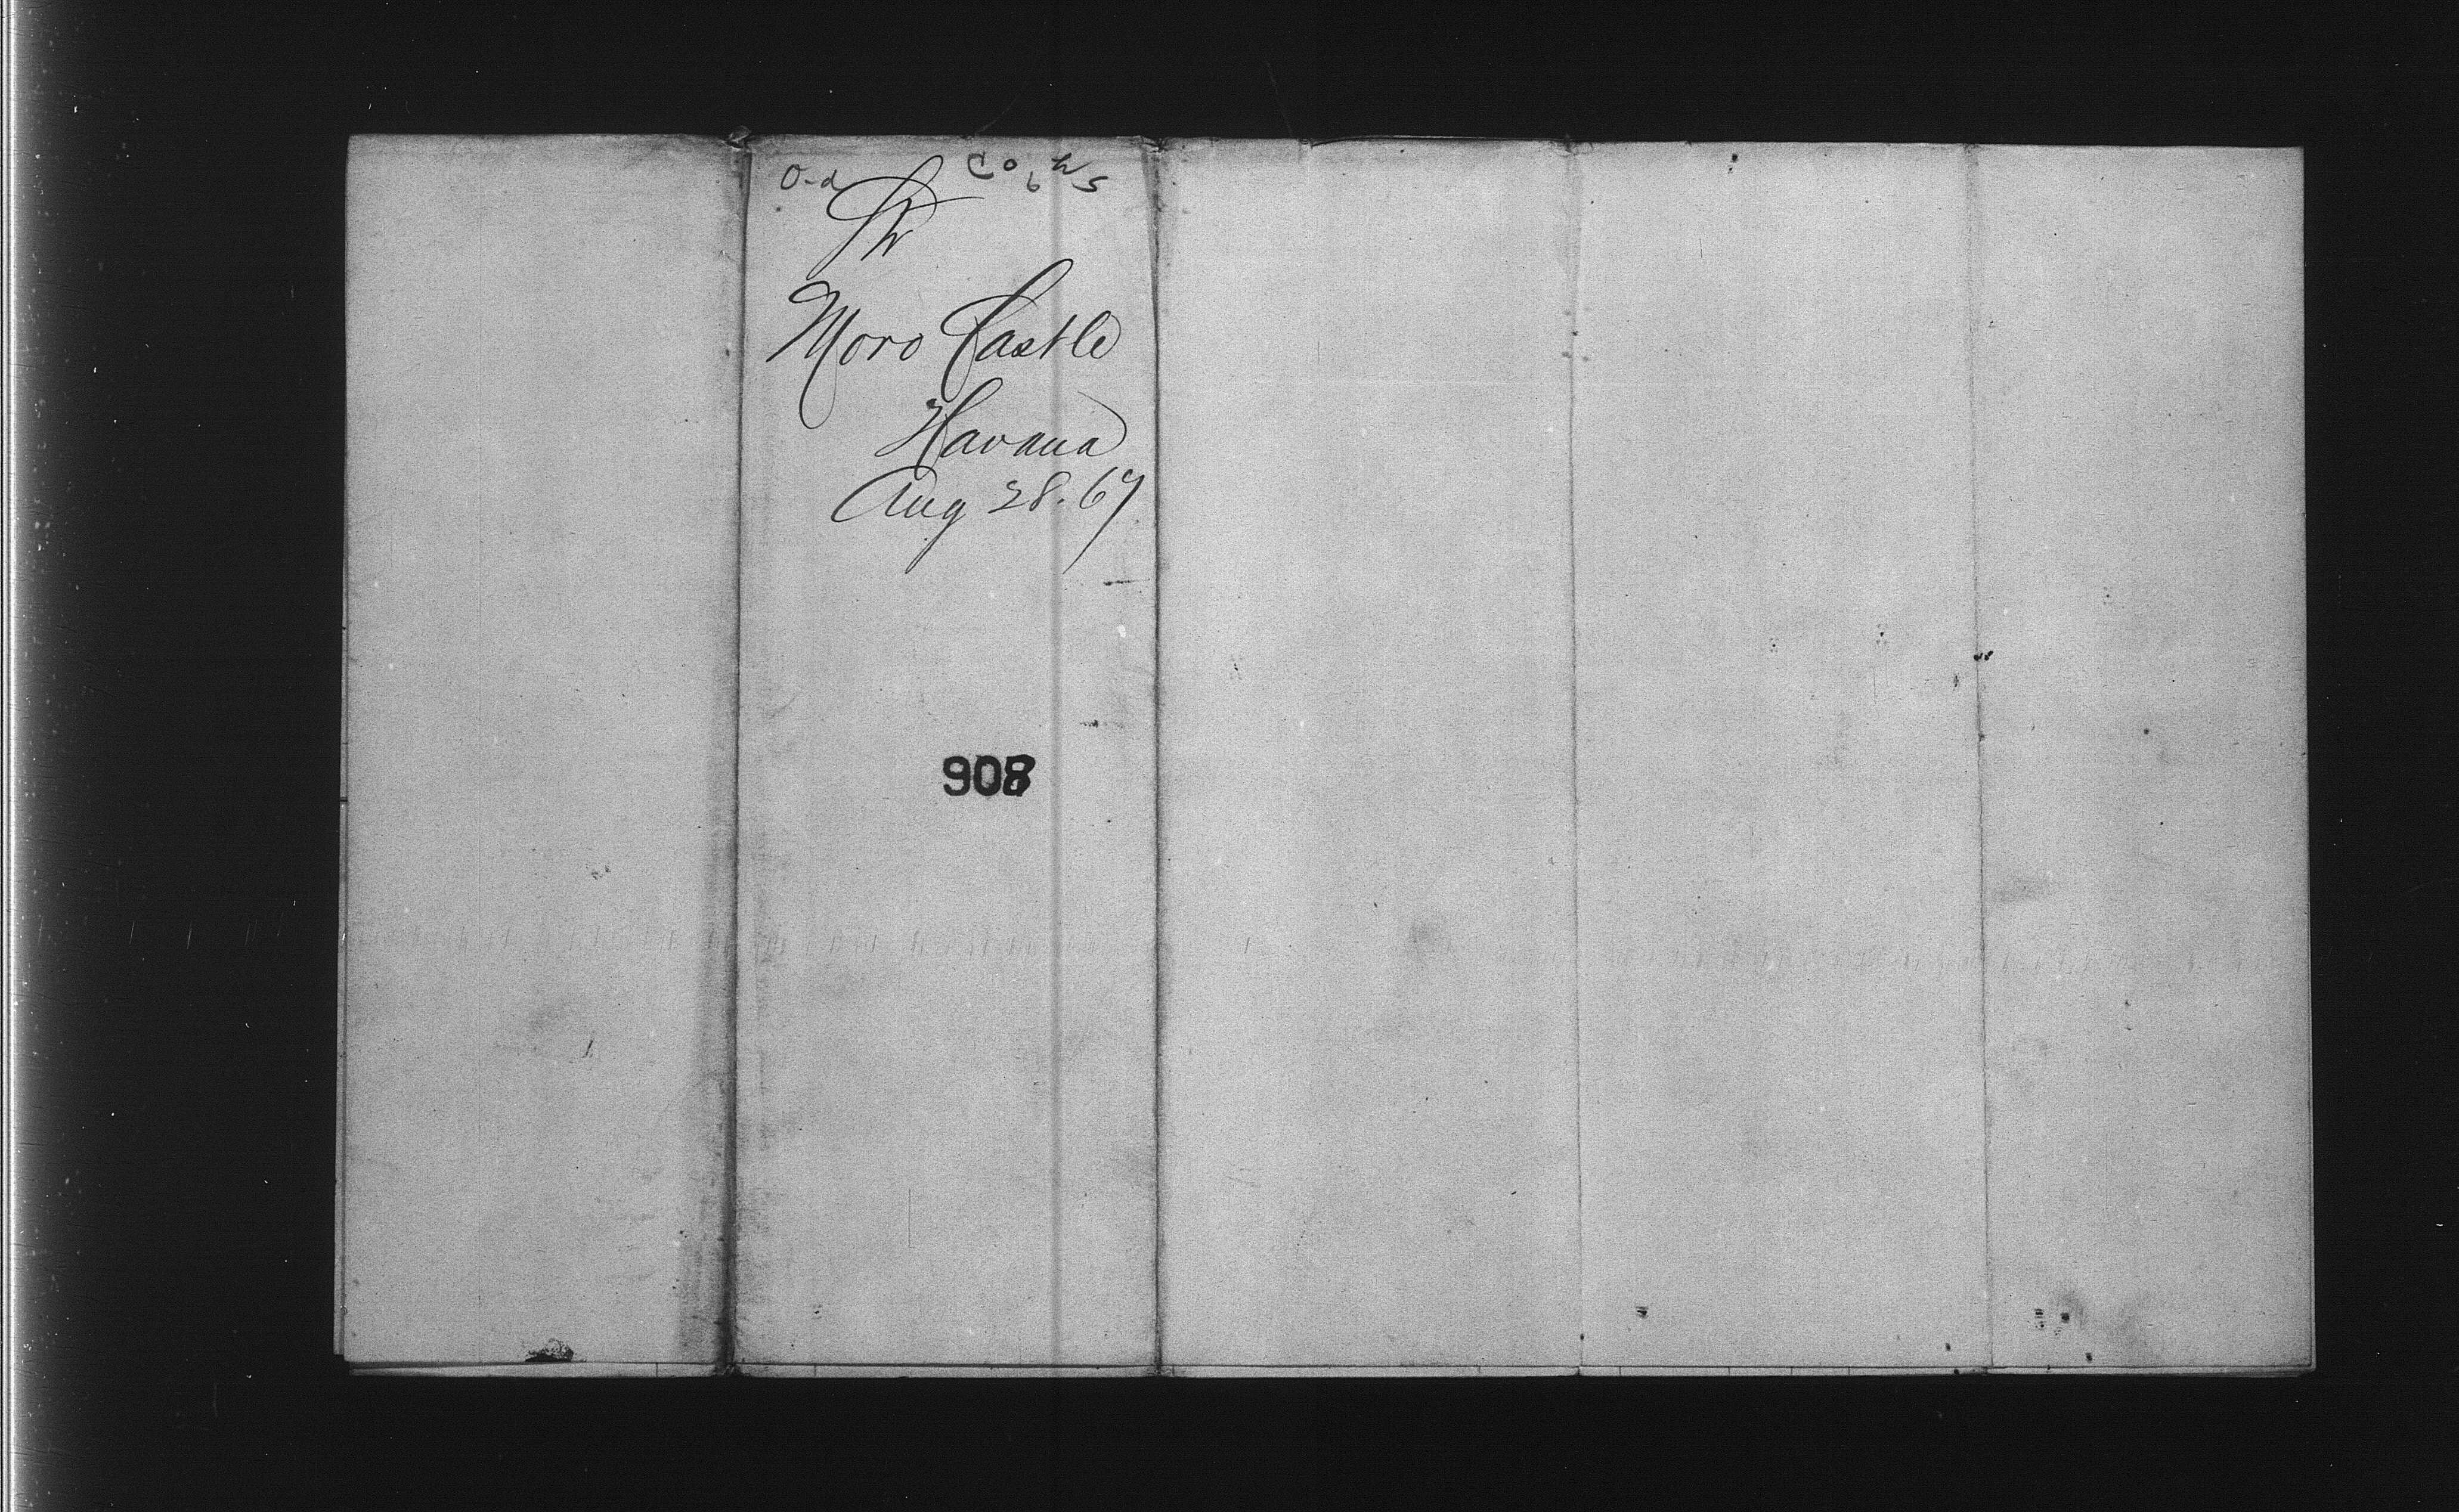 Str
Moro Castle
Havana
Aug 28. 67
908